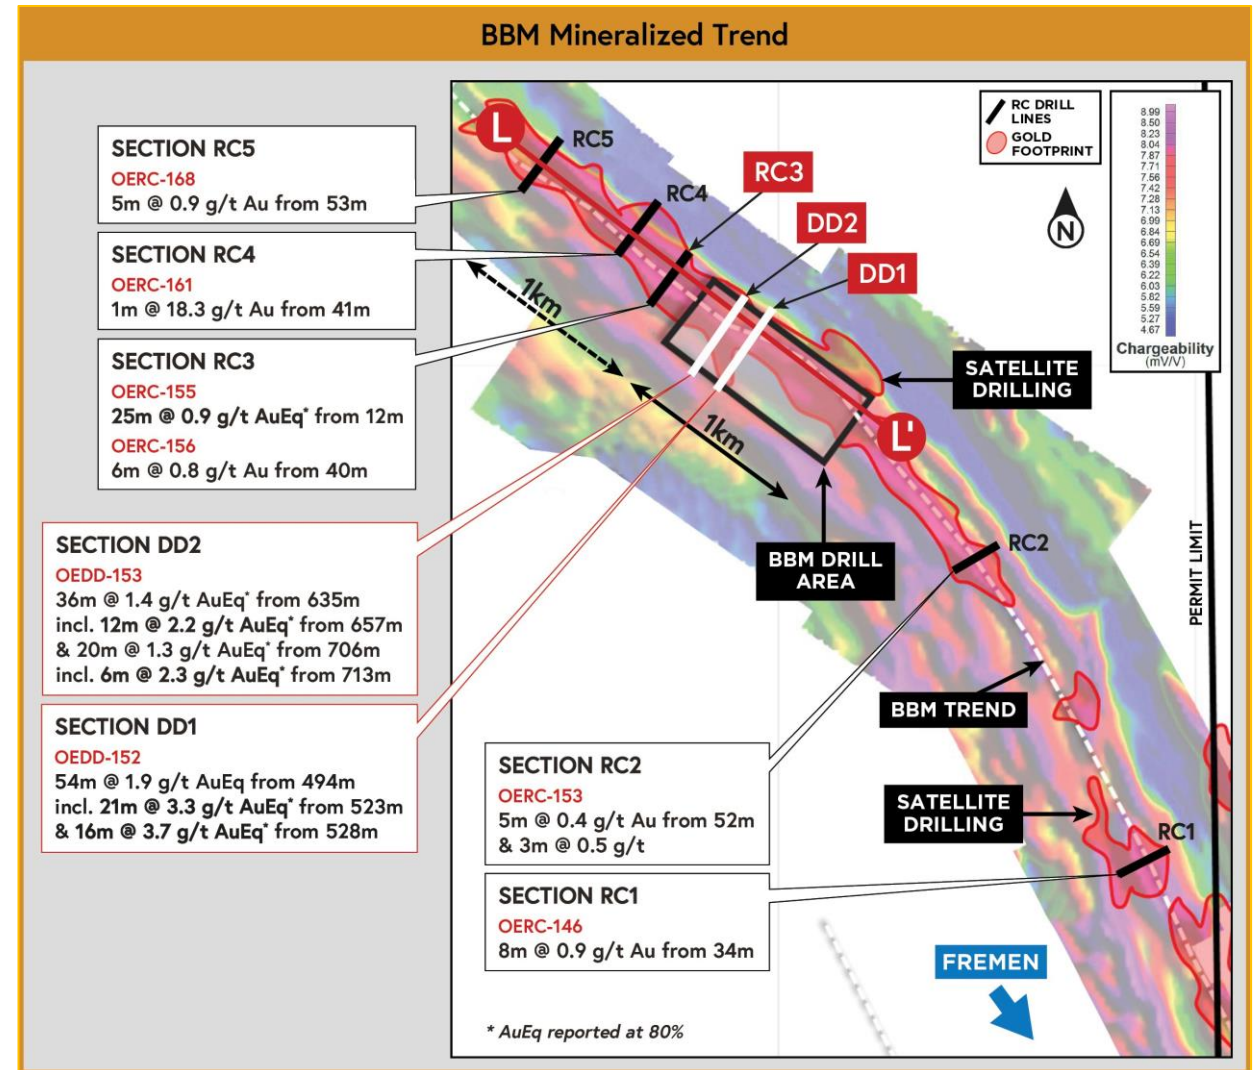 BBM Mineralized Trend
SECTION RC5
OERC-168
5m @ 0.9 g/t Au from 53m
SECTION RC4
OERC-161
1m @ 18.3 g/t Au from 41m
SECTION RC3
OERC-155
25m @ 0.9 g/t AuEq* from 12m
OERC-156
6m @ 0.8 g/t Au from 40m
SECTION DD2
OEDD-153
36m @ 1.4 g/t AuEq* from 635m
incl. 12m @ 2.2 g/t AuEq* from 657m
& 20m @ 1.3 g/t AuEq* from 706m
incl. 6m @ 2.3 g/t AuEq* from 713m
SECTION DD1
OEDD-152
54m @ 1.9 g/t AuEq from 494m
incl. 21m @ 3.3 g/t AuEq* from 523m
& 16m @ 3.7 g/t AuEq* from 528m
L
RC5
RC4
RC3
DD2
DD1
1km
1km
L'
SATELLITE
DRILLING
BBM DRILL
AREA
RC2
BBM TREND
SATELLITE
DRILLING
RC1
SECTION RC2
OERC-153
5m @ 0.4 g/t Au from 52m
& 3m @ 0.5 g/t
SECTION RC1
OERC-146
8m @ 0.9 g/t Au from 34m
FREMEN
* AuEq reported at 80%
RC DRILL
LINES
GOLD
FOOTPRINT
N
8.99
8.50
8.23
8.04
7.87
7.71
7.56
7.42
7.28
7.13
6.99
6.84
6.69
6.54
6.39
6.22
6.03
5.82
5.59
5.27
4.67
Chargeability
(mV/V)
PERMIT LIMIT